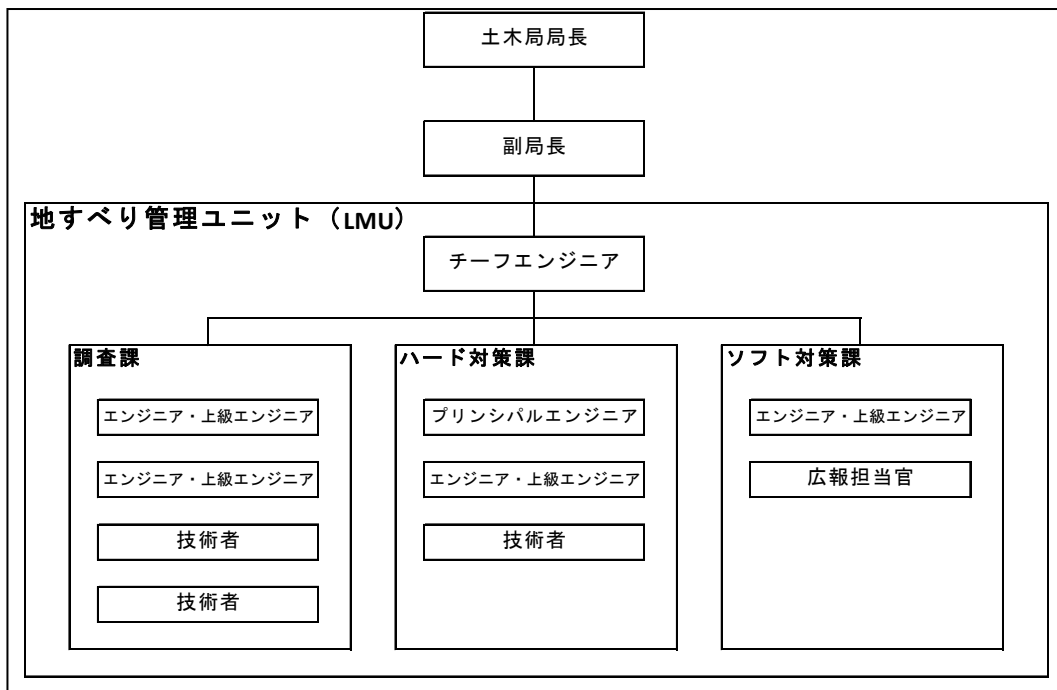 土木局局長
副局長
地すべり管理ユニット（LMU）
チーフエンジニア
調査課
エンジニア・上級エンジニア
エンジニア・上級エンジニア
技術者
技術者
ハード対策課
プリンシパルエンジニア
エンジニア・上級エンジニア
技術者
ソフト対策課
エンジニア・上級エンジニア
広報担当官